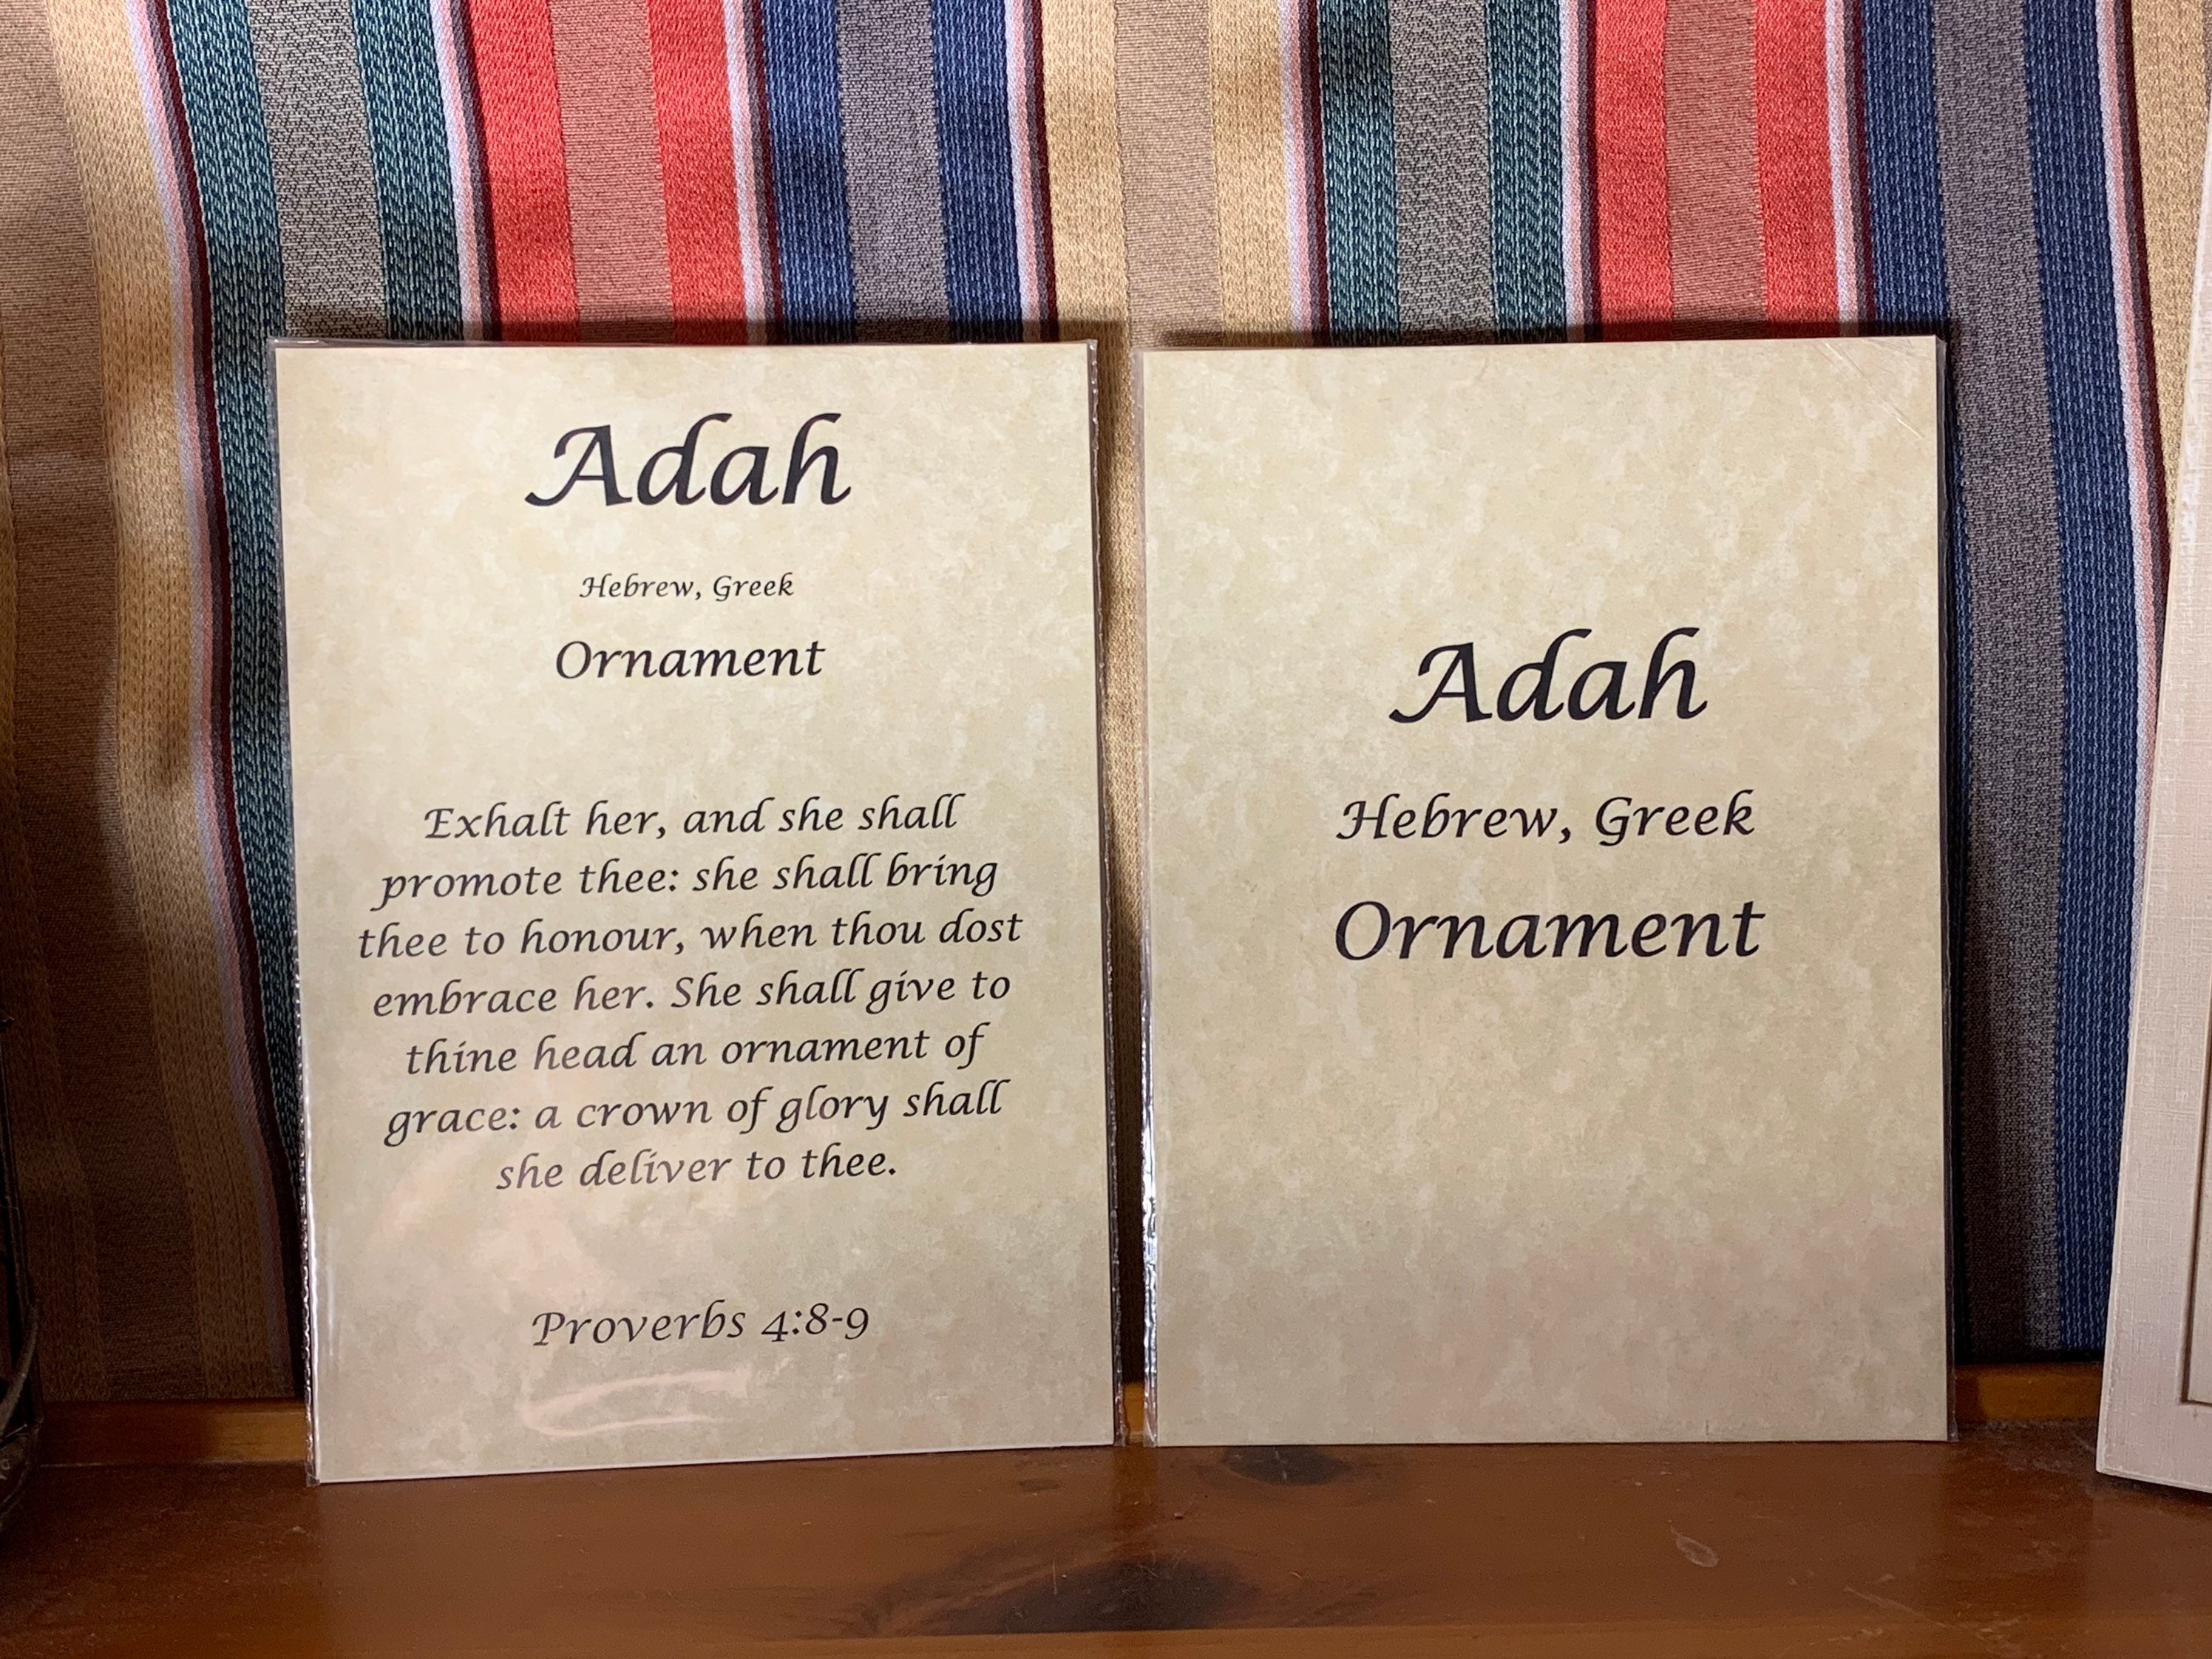 Adah
Hebrew, Greek
Ornament
Exhalt her, and she shall
promote thee: she shall bring
thee to honour, when thou dost
embrace her. She shall give to
thine head an ornament of
grace: a crown of glory shall
she deliver to thee.
Proverbs 4:8-9
Adah
Hebrew, Greek
Ornament